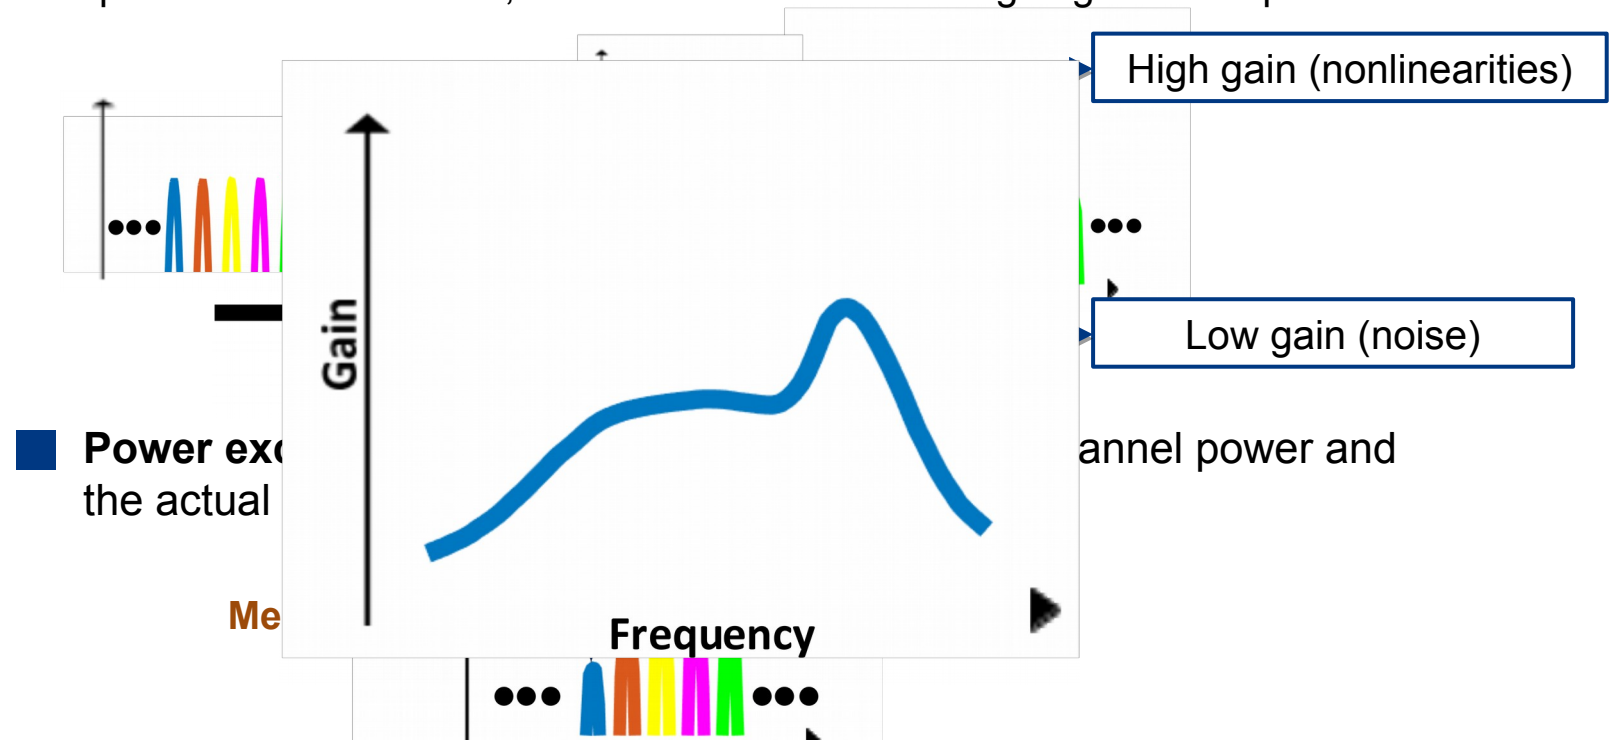 High gain (nonlinearities)
Gain
Low gain (noise)
Power exc
annel power and
the actual
Me
Frequency